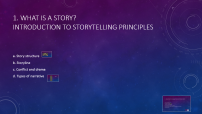 1. WHAT IS A STORY?
INTRODUCTION TO STORYTELLING PRINCIPLES
a. Story structure
b. Storyline
c. Conflict and drama
d. Types of narrative